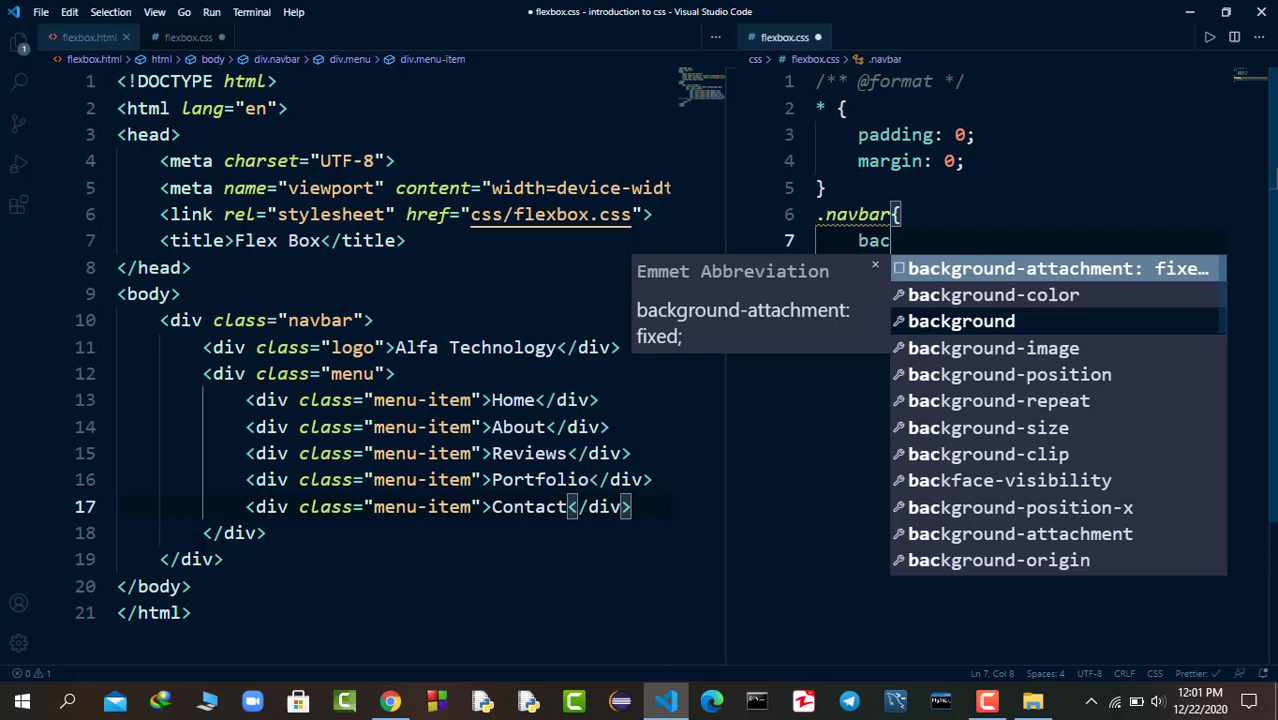 File Edit Selection View Go Run Terminal Help
● flexbox.css - introduction to css - Visual Studio Code
flexbox.html × flexbox.css ●
flexbox.html > html > body > div.navbar > div.menu > div.menu-item
1 <!DOCTYPE html>
2 <html lang="en">
3 <head>
4 <meta charset="UTF-8">
5 <meta name="viewport" content="width=device-widt
6 <link rel="stylesheet" href="css/flexbox.css">
7 <title>Flex Box</title>
8 </head>
9 <body>
10 <div class="navbar">
11 <div class="logo">Alfa Technology</div>
12 <div class="menu">
13 <div class="menu-item">Home</div>
14 <div class="menu-item">About</div>
15 <div class="menu-item">Reviews</div>
16 <div class="menu-item">Portfolio</div>
17 <div class="menu-item">Contact</div>
18 </div>
19 </div>
20 </body>
21 </html>
flexbox.css ●
css > flexbox.css > .navbar
1 /** @format */
2 * {
3 padding: 0;
4 margin: 0;
5 }
6 .navbar{
7 bac
Emmet Abbreviation ×
background-attachment:
fixed;
background-attachment: fixe...
background-color
background
background-image
background-position
background-repeat
background-size
background-clip
backface-visibility
background-position-x
background-attachment
background-origin
1
0 1
Ln 7, Col 8 Spaces: 4 UTF-8 CRLF CSS Prettier: ✓
12:01 PM
12/22/2020